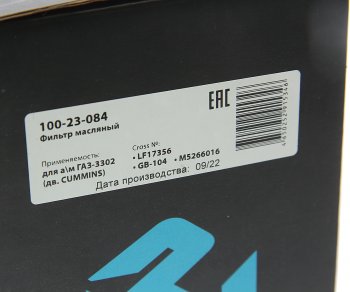 EAC
100-23-084
Фильтр масляный
Применяемость:
для а\м ГАЗ-3302
(дв. CUMMINS)
Cross №:
• LF17356
• GB-104 • M5266016
Дата производства: 09/22